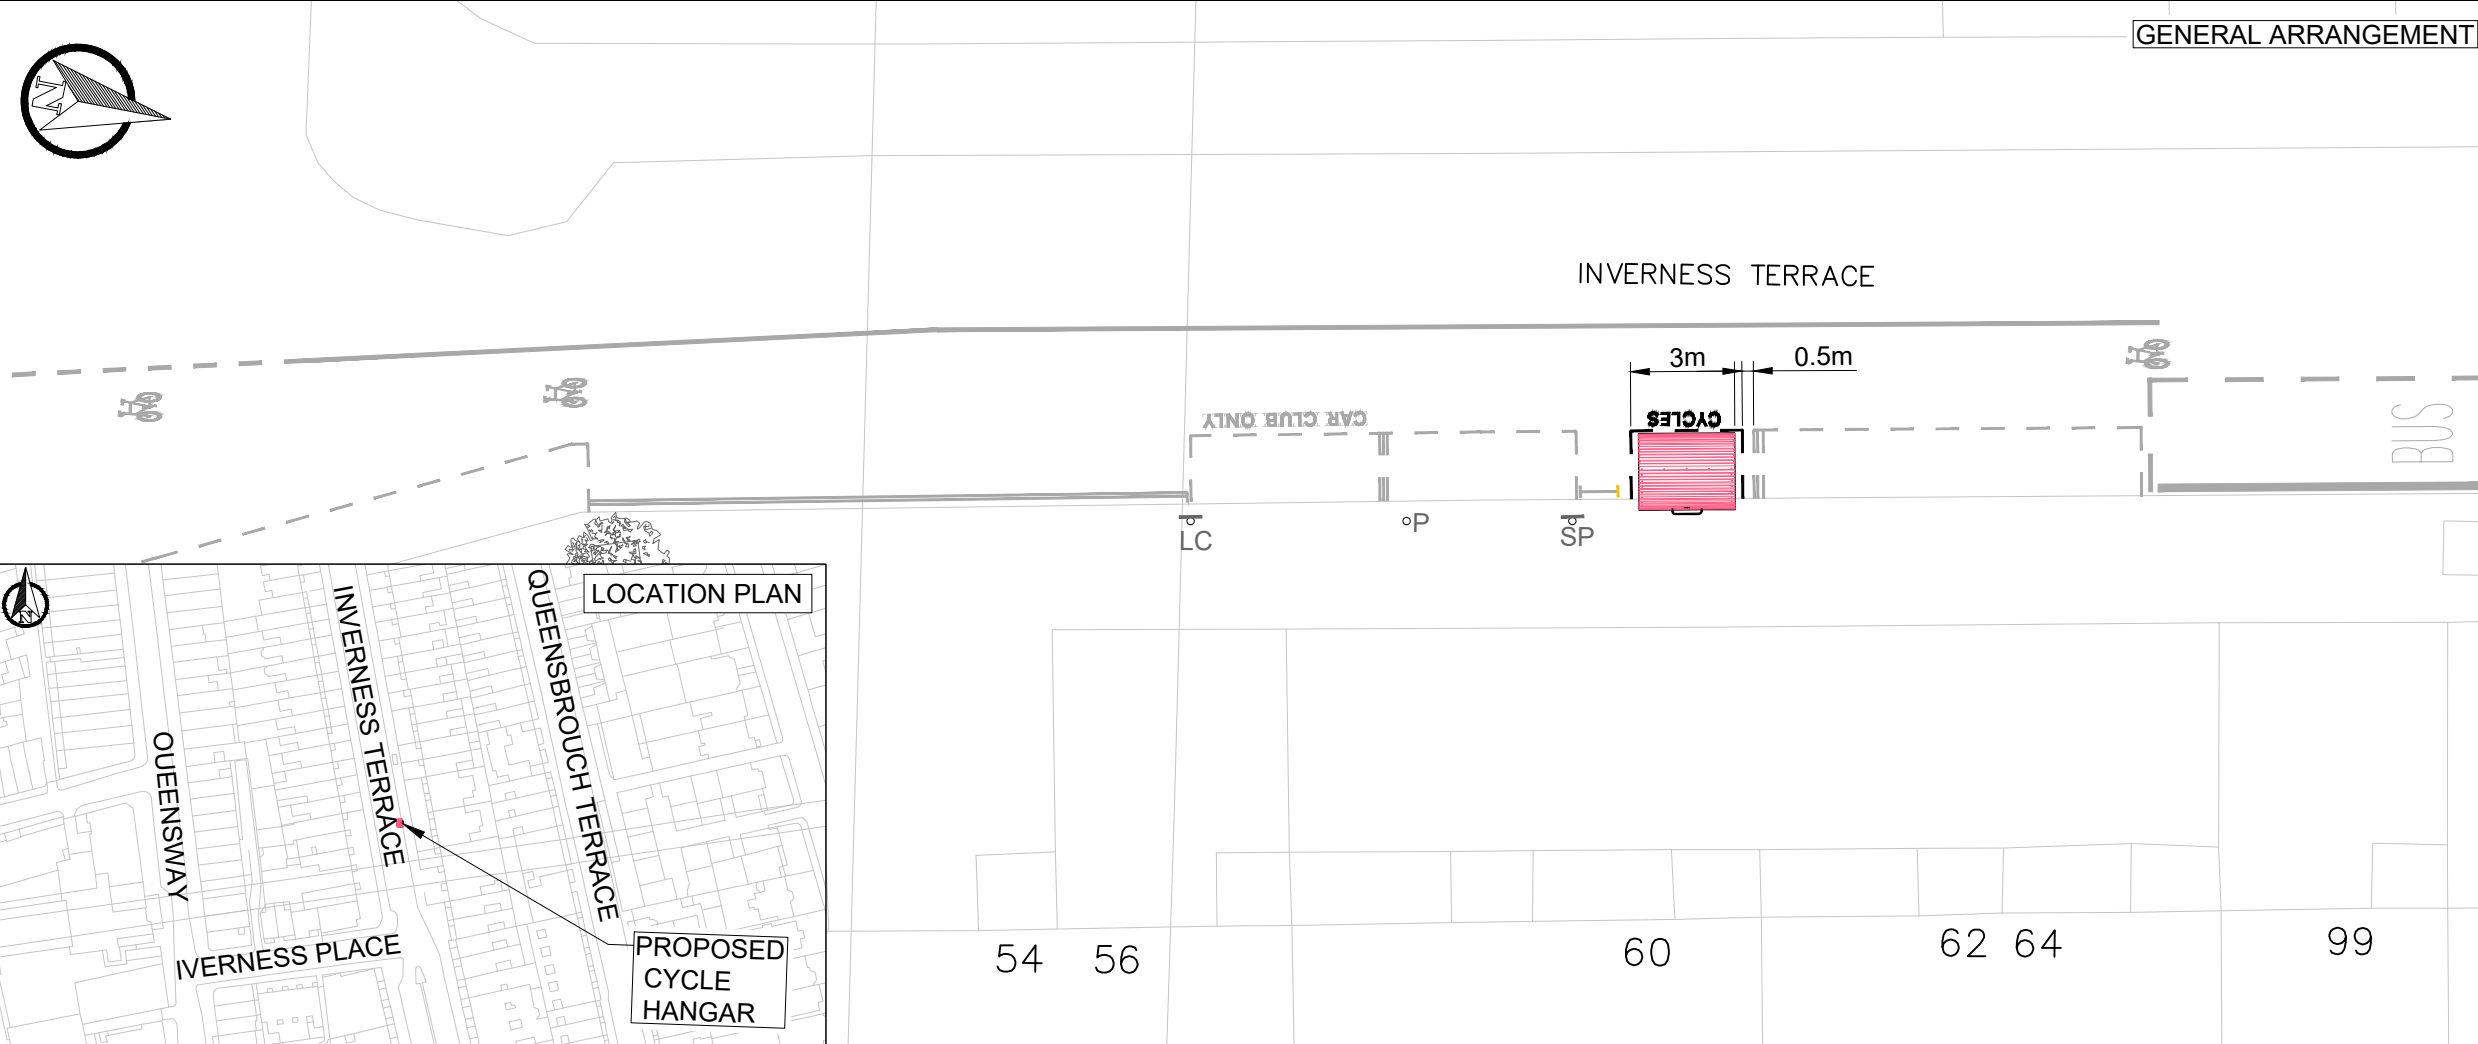 GENERAL ARRANGEMENT
N
INVERNESS TERRACE
3m
0.5m
CYCLES
CAR CLUB ONLY
BUS
LC
P
SP
LOCATION PLAN
N
INVERNESS TERRACE
QUEENSBROUCH TERRACE
QUEENSWAY
IVERNESS PLACE
PROPOSED
CYCLE
HANGAR
54 56
60
62 64
99